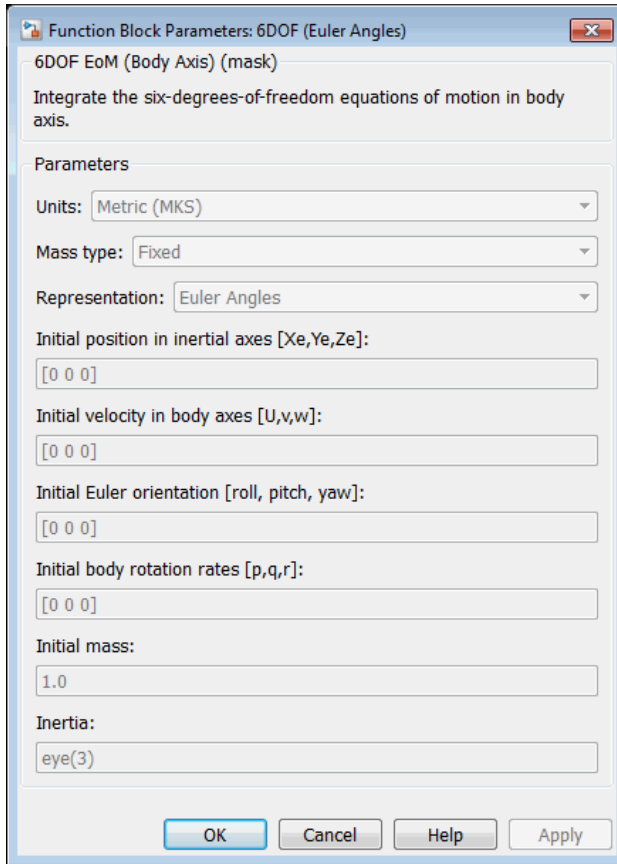 Function Block Parameters: 6DOF (Euler Angles)
6DOF EoM (Body Axis) (mask)
Integrate the six-degrees-of-freedom equations of motion in body
axis.
Parameters
Units: Metric (MKS)
Mass type: Fixed
Representation: Euler Angles
Initial position in inertial axes [Xe,Ye,Ze]:
[0 0 0]
Initial velocity in body axes [U,v,w]:
[0 0 0]
Initial Euler orientation [roll, pitch, yaw]:
[0 0 0]
Initial body rotation rates [p,q,r]:
[0 0 0]
Initial mass:
1.0
Inertia:
eye(3)
OK Cancel Help Apply